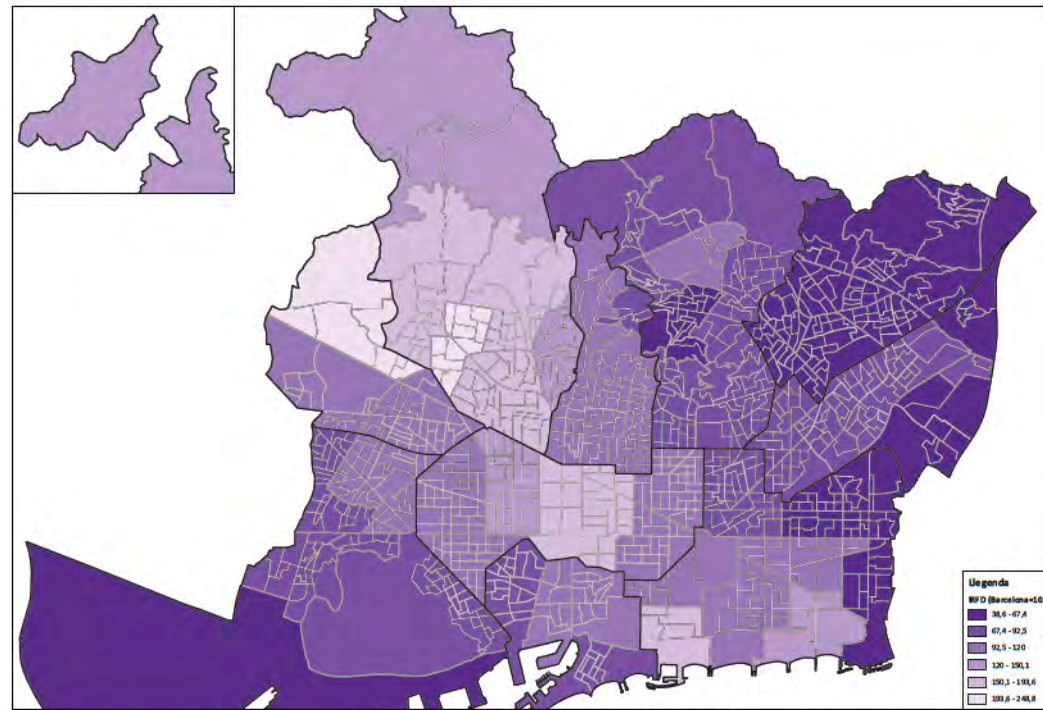 Llegenda
IRFD (Barcelona=10
38,6 - 67,4
67,4 - 92,5
92,5 - 120
120 - 150,1
150,1 - 193,6
193,6 - 248,8